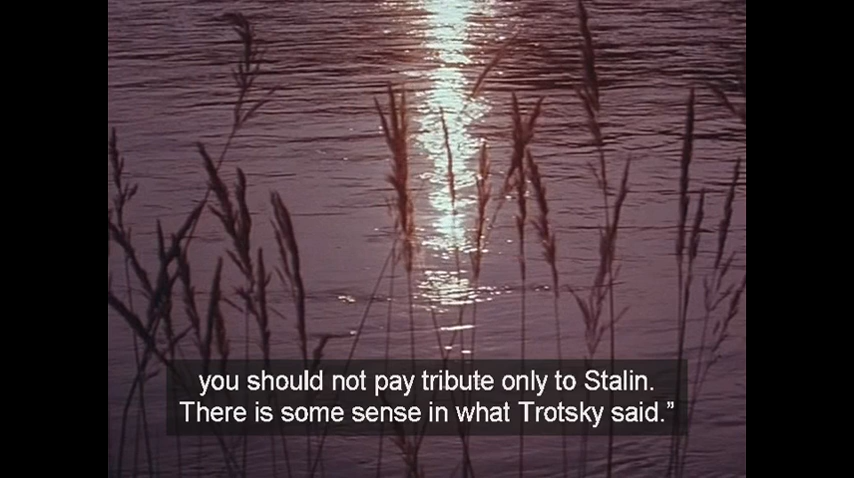 you should not pay tribute only to Stalin.
There is some sense in what Trotsky said.”